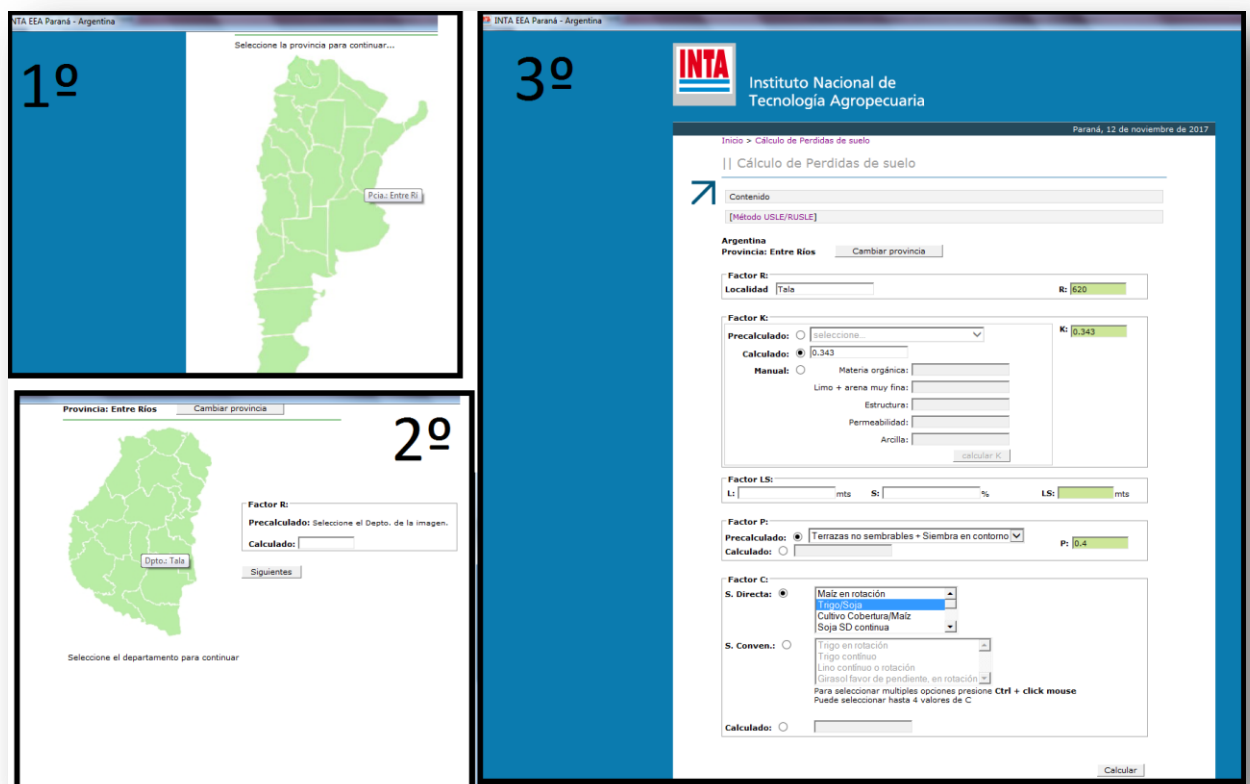 NTA EEA Paraná - Argentina
Seleccione la provincia para continuar...
1º
Pcia.: Entre Rí
Provincia: Entre Ríos
Cambiar provincia
2º
Factor R:
Precalculado: Seleccione el Depto. de la imagen.
Calculado:
Dpto.: Tala
Siguientes
Seleccione el departamento para continuar
INTA EEA Paraná - Argentina
3º
INTA
Instituto Nacional de
Tecnología Agropecuaria
Paraná, 12 de noviembre de 2017
Inicio > Cálculo de Perdidas de suelo
|| Cálculo de Perdidas de suelo
Contenido
[Método USLE/RUSLE]
Argentina
Provincia: Entre Ríos Cambiar provincia
Factor R:
Localidad Tala R: 620
Factor K:
Precalculado: seleccione... K: 0.343
Calculado: 0.343
Manual: Materia orgánica:
Limo + arena muy fina:
Estructura:
Permeabilidad:
Arcilla:
calcular K
Factor LS:
L: mts S: % LS: mts
Factor P:
Precalculado: Terrazas no sembrables + Siembra en contorno P: 0.4
Calculado:
Factor C:
S. Directa: Maíz en rotación
Trigo/Soja
Cultivo Cobertura/Maíz
Soja SD continua
S. Conven.: Trigo en rotación
Trigo contínuo
Lino contínuo o rotación
Girasol favor de pendiente, en rotación
Para seleccionar multiples opciones presione Ctrl + click mouse
Puede seleccionar hasta 4 valores de C
Calculado:
Calcular